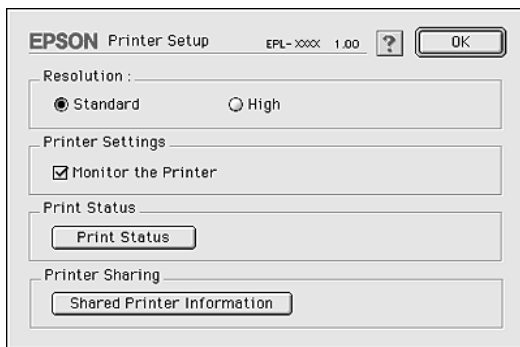 EPSON Printer Setup EPL-XXXX 1.00 ? OK
Resolution :
Standard High
Printer Settings
Monitor the Printer
Print Status
Print Status
Printer Sharing
Shared Printer Information